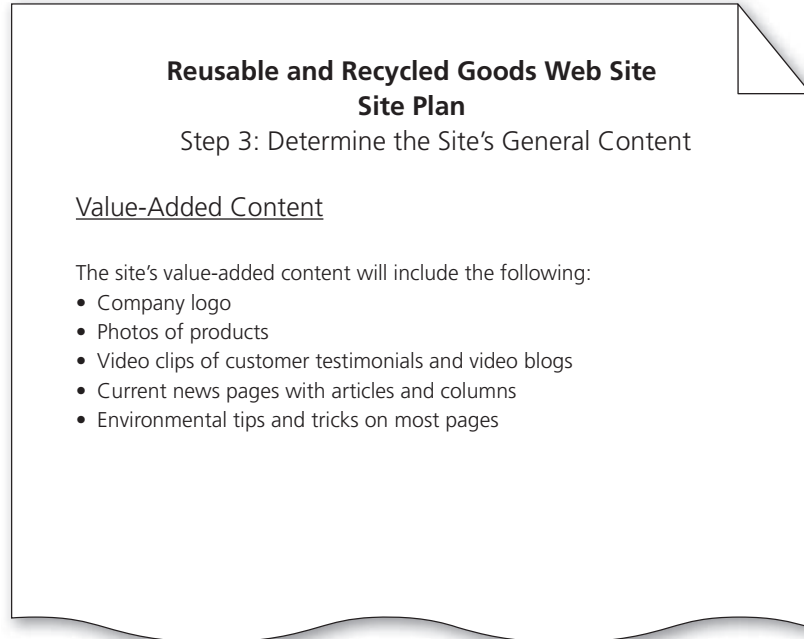 Reusable and Recycled Goods Web Site
Site Plan
Step 3: Determine the Site’s General Content
Value-Added Content
The site’s value-added content will include the following:
• Company logo
• Photos of products
• Video clips of customer testimonials and video blogs
• Current news pages with articles and columns
• Environmental tips and tricks on most pages